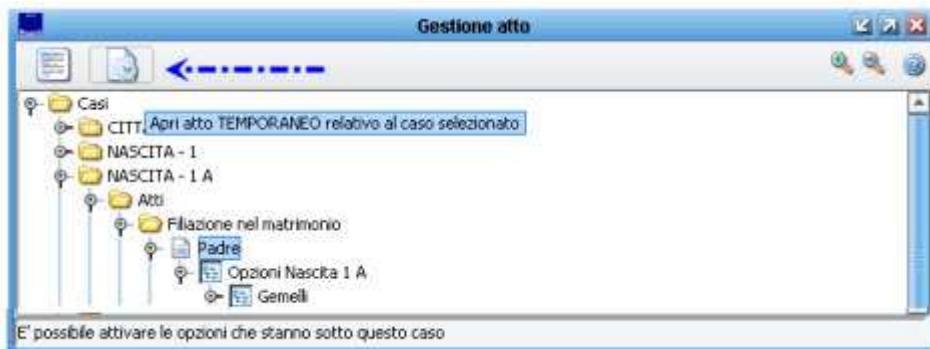 Gestione atto
Casi
CITT
Apri atto TEMPORANEO relativo al caso selezionato
NASCITA - 1
NASCITA - 1 A
Atti
Filiazione nel matrimonio
Padre
Opzioni Nascita 1 A
Gemelli
E' possibile attivare le opzioni che stanno sotto questo caso